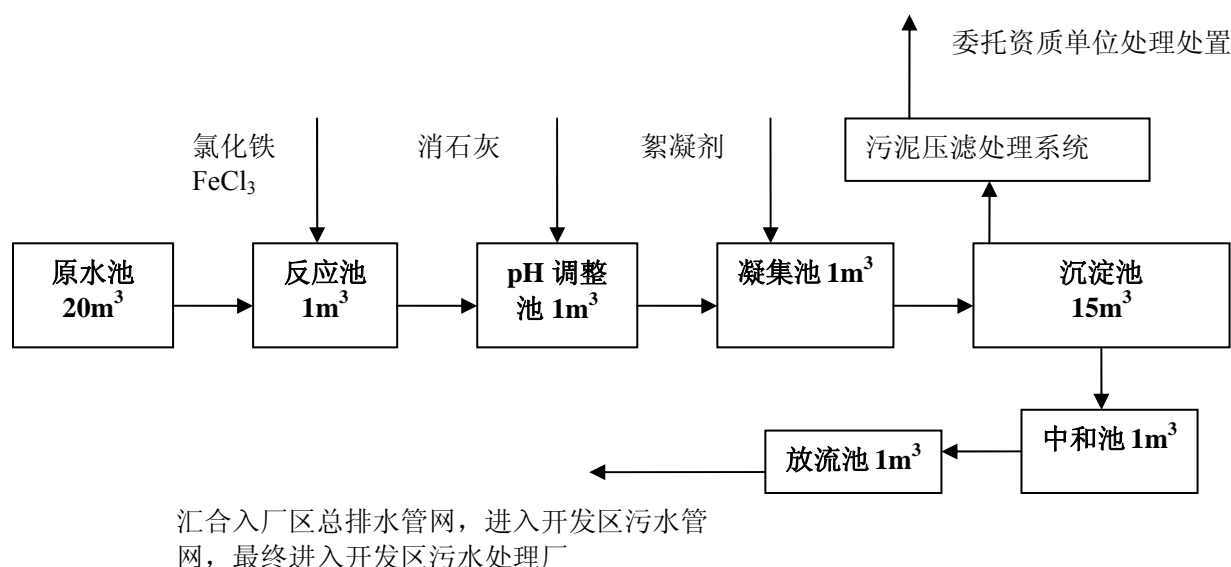 委托资质单位处理处置
氯化铁
FeCl₃
消石灰
絮凝剂
污泥压滤处理系统
原水池
20m³
反应池
1m³
pH 调整
池 1m³
凝集池 1m³
沉淀池
15m³
中和池 1m³
放流池 1m³
汇合入厂区总排水管网，进入开发区污水管
网，最终进入开发区污水处理厂